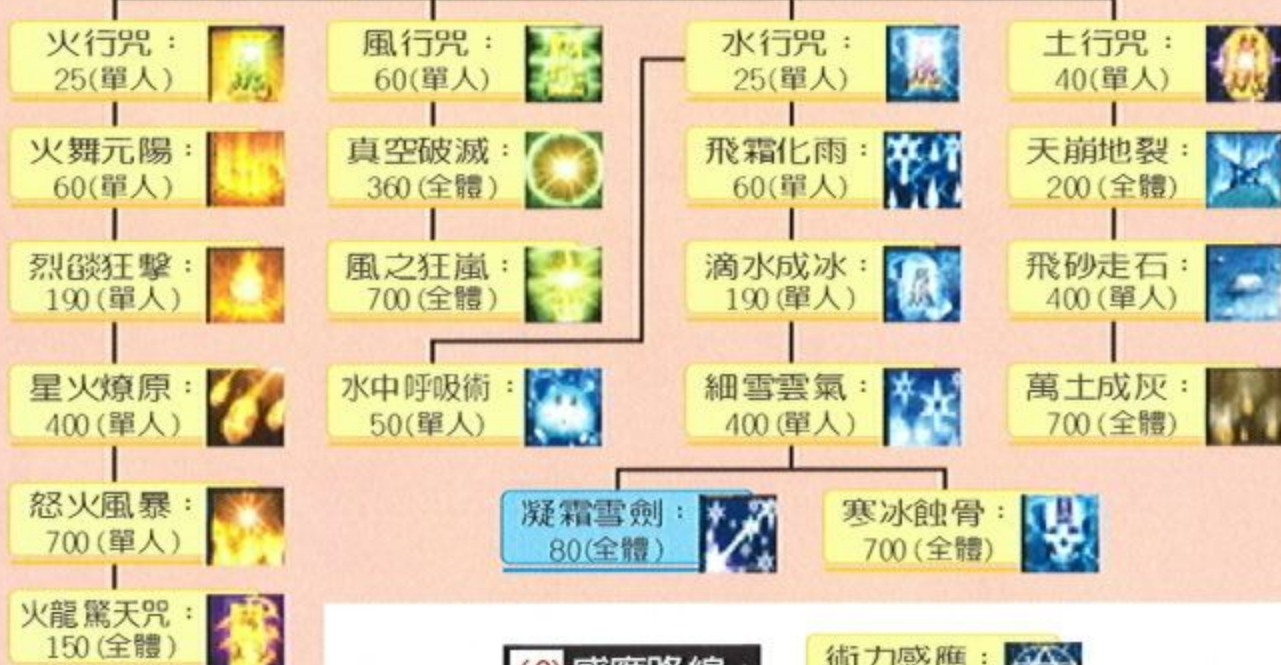 火行咒：
25(單人)
風行咒：
60(單人)
水行咒：
25(單人)
土行咒：
40(單人)
火舞元陽：
60(單人)
真空破滅：
360(全體)
飛霜化雨：
60(單人)
天崩地裂：
200(全體)
烈燄狂擊：
190(單人)
風之狂嵐：
700(全體)
滴水成冰：
190(單人)
飛砂走石：
400(單人)
星火燎原：
400(單人)
水中呼吸術：
50(單人)
細雪雲氣：
400(單人)
萬土成灰：
700(全體)
怒火風暴：
700(單人)
凝霜雪劍：
80(全體)
寒冰蝕骨：
700(全體)
火龍驚天咒：
150(全體)
術力感應：